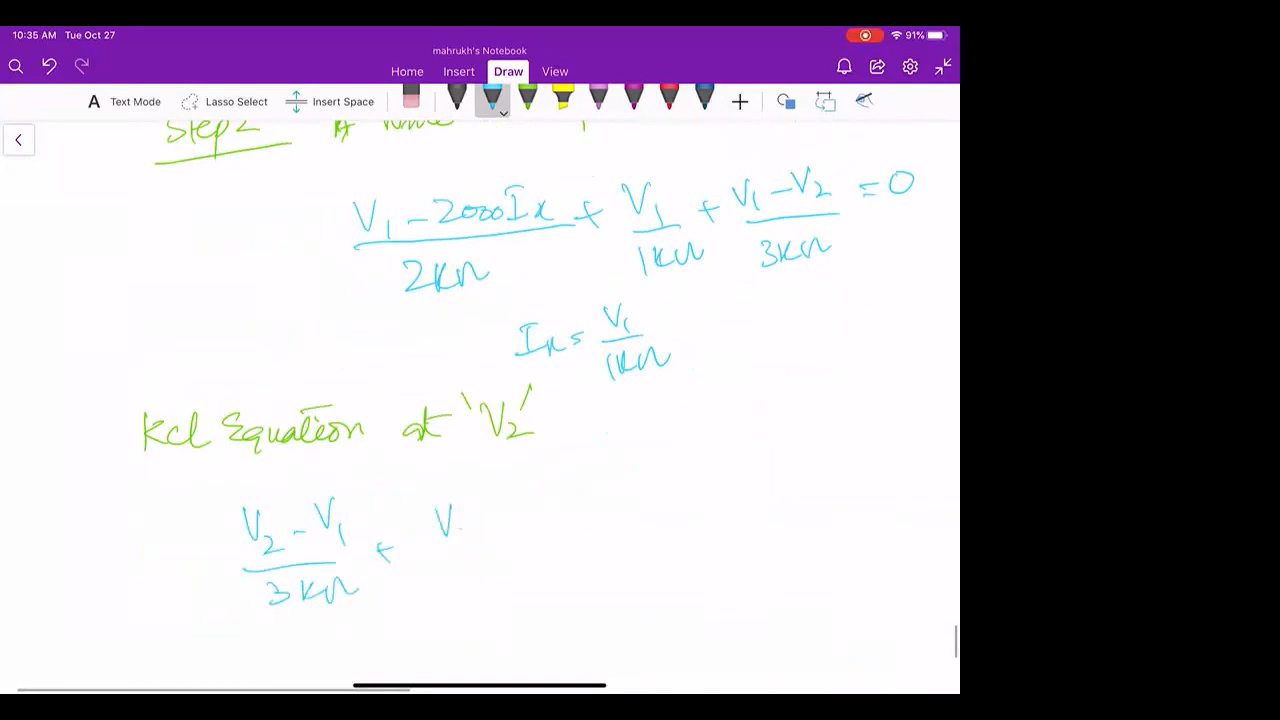 10:35 AM Tue Oct 27 91%
mahrukh's Notebook
Home Insert Draw View
Text Mode Lasso Select Insert Space
Step2
V1 - 2000Ix / 2KΩ + V1 / 1KΩ + V1 - V2 / 3KΩ = 0
Ix = V1 / 1KΩ
KCL Equation at 'V2'
V2 - V1 / 3KΩ + V